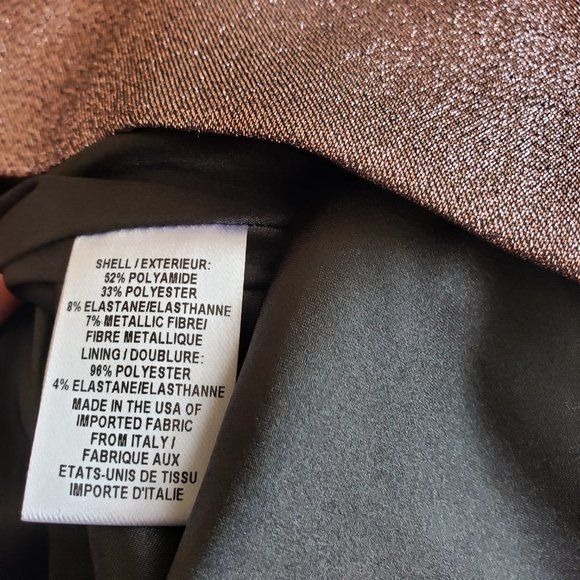 SHELL / EXTERIEUR:
52% POLYAMIDE
33% POLYESTER
8% ELASTANE/ELASTHANNE
7% METALLIC FIBRE/
FIBRE METALLIQUE
LINING / DOUBLURE:
96% POLYESTER
4% ELASTANE/ELASTHANNE
MADE IN THE USA OF
IMPORTED FABRIC
FROM ITALY /
FABRIQUE AUX
ETATS-UNIS DE TISSU
IMPORTE D'ITALIE